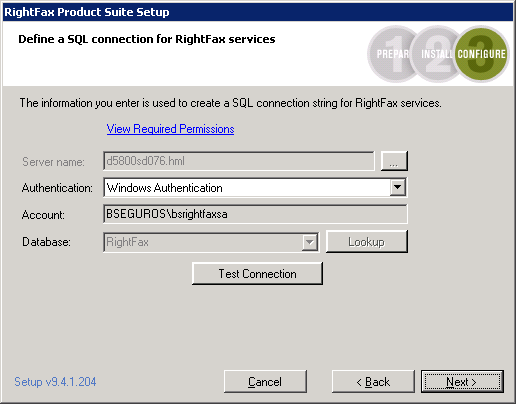 RightFax Product Suite Setup
Define a SQL connection for RightFax services
1 2 3
PREPARE INSTALL CONFIGURE
The information you enter is used to create a SQL connection string for RightFax services.
View Required Permissions
Server name: d5800sd076.hml ...
Authentication: Windows Authentication
Account: BSEGUROS\bsrightfaxsa
Database: RightFax Lookup
Test Connection
Setup v9.4.1.204 Cancel < Back Next >